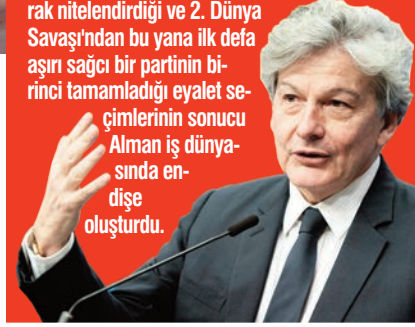 rak nitelendirdiği ve 2. Dünya
Savaşı'ndan bu yana ilk defa
aşırı sağcı bir partinin bi-
rinci tamamladığı eyalet se-
çimlerinin sonucu
Alman iş dünya-
sında en-
dişe
oluşturdu.